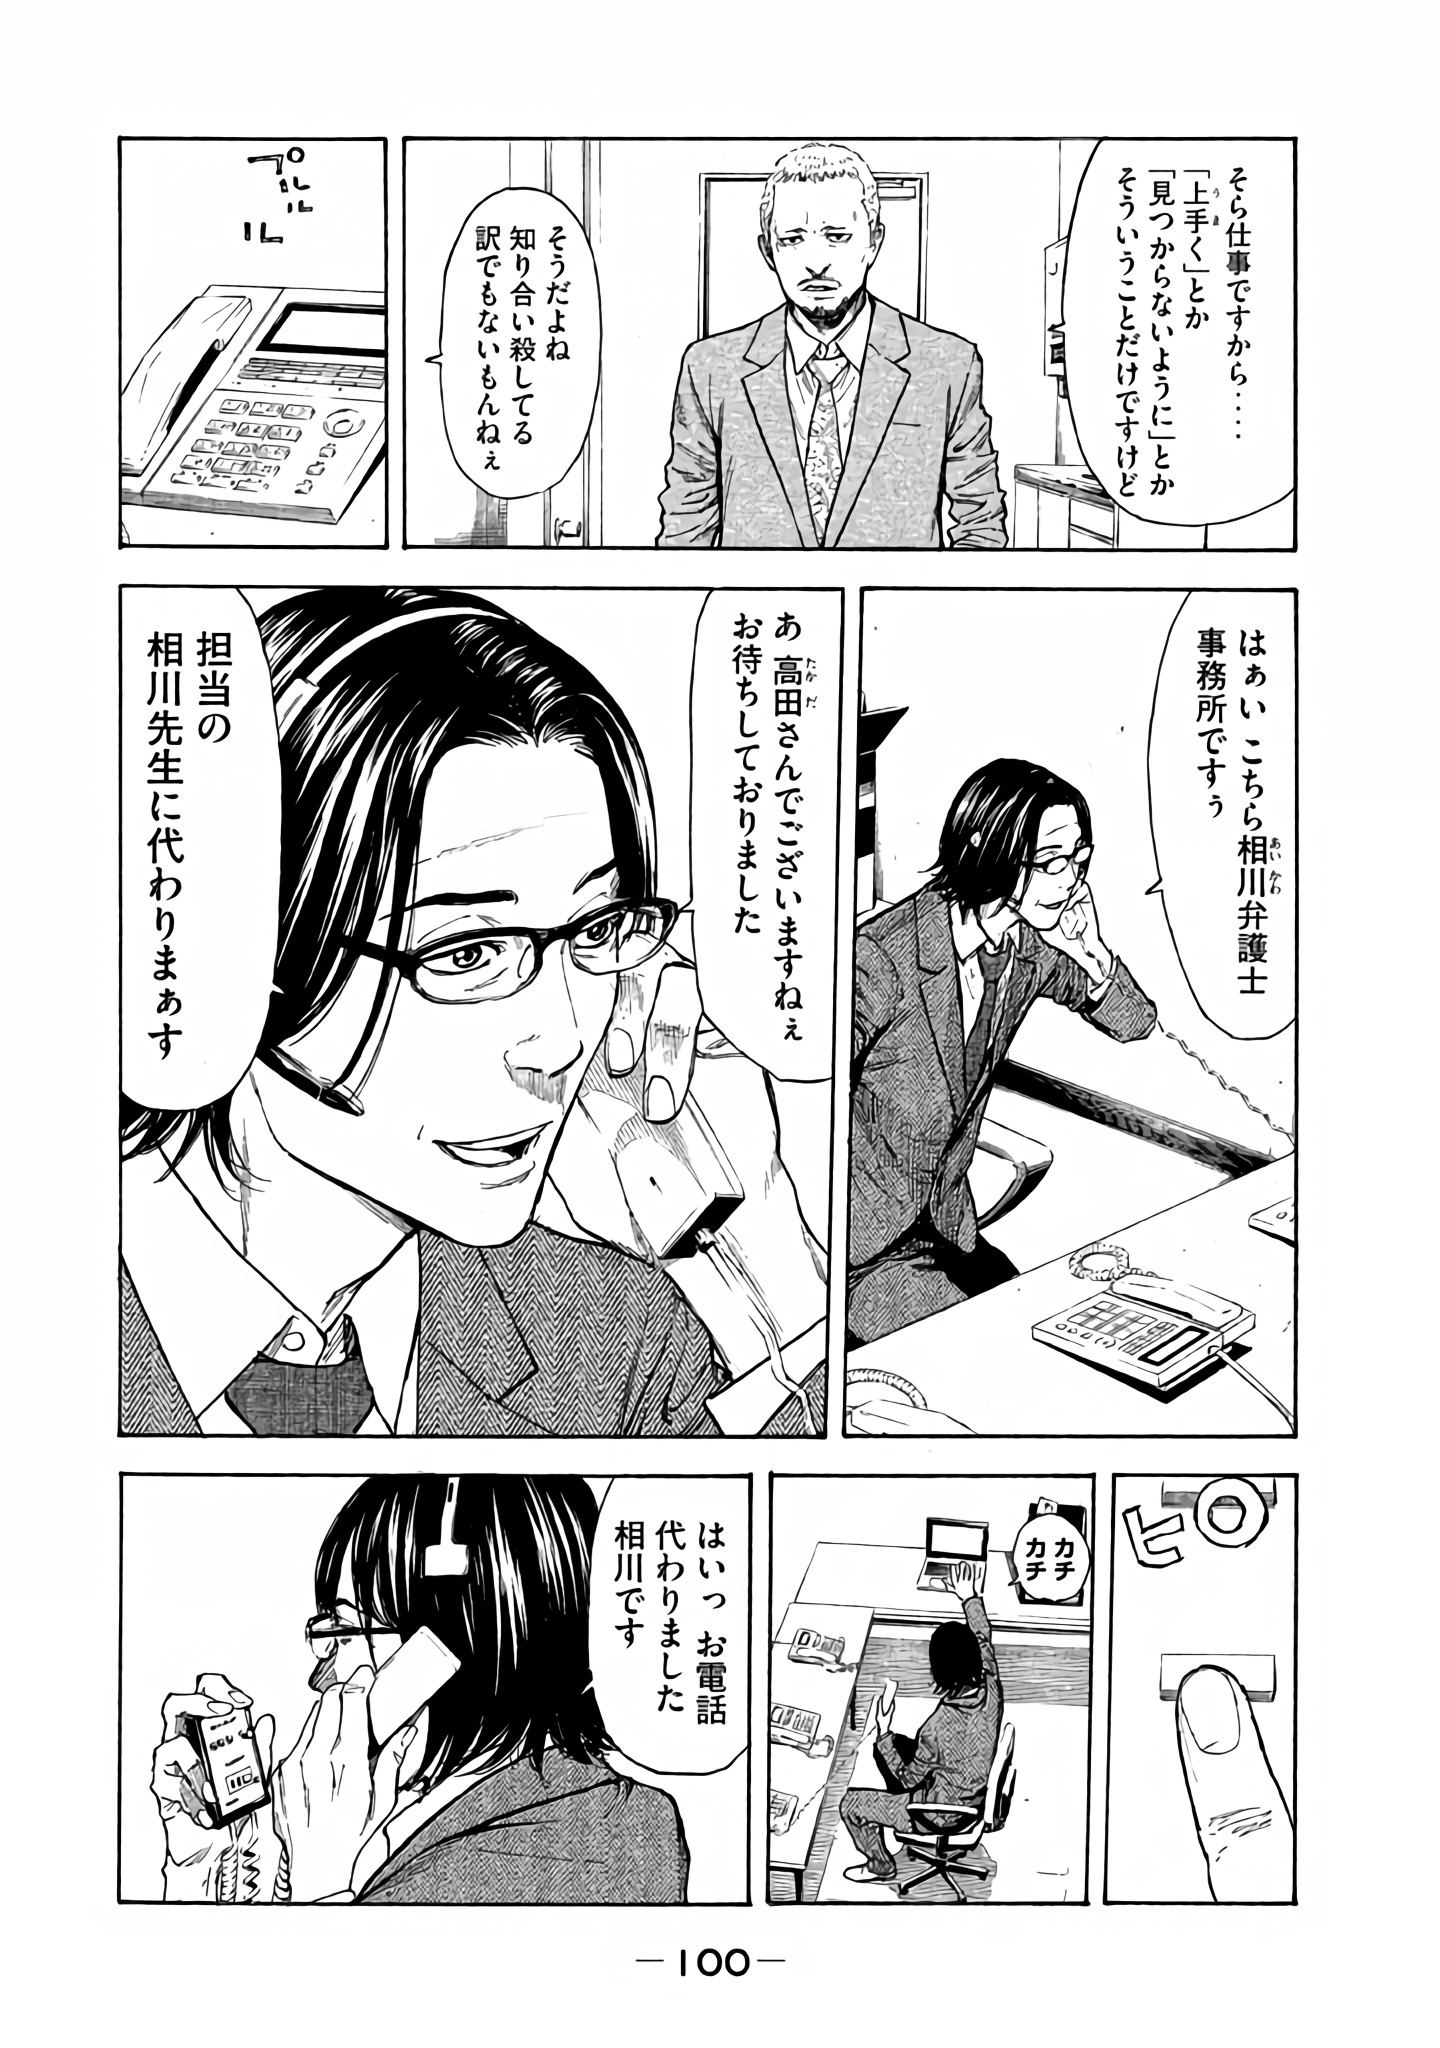 そら仕事ですから‥‥
「上手く」とか
「見つからないように」とか
そういうことだけですけど
そうだよね
知り合い殺してる
訳でもないもんねぇ
プルルル
はぁい こちら相川弁護士
事務所ですぅ
あ 高田さんでございますねぇ
お待ちしておりました
担当の
相川先生に代わりまぁす
ピ
カチ
カチ
はいっ お電話
代わりました
相川です
—100—